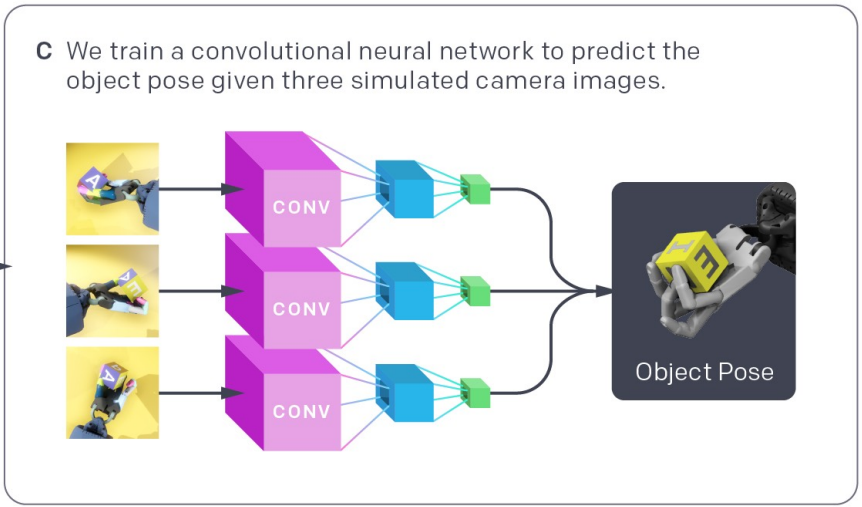 C We train a convolutional neural network to predict the
object pose given three simulated camera images.
A
CONV
A
E
CONV
A
CONV
I
E
Object Pose